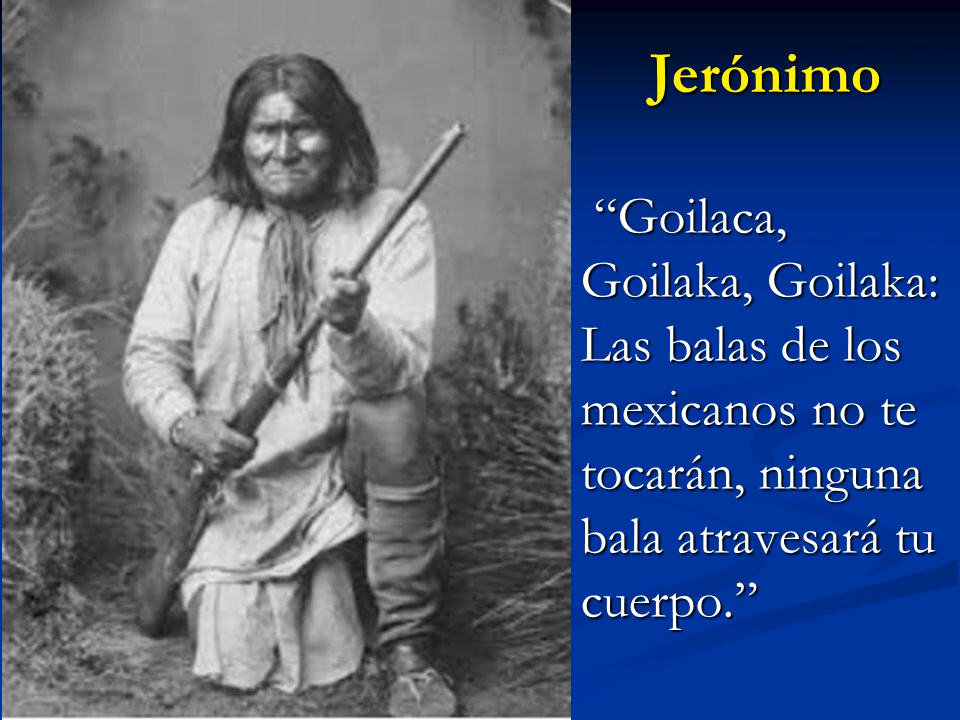 Jerónimo
“Goilaca,
Goilaka, Goilaka:
Las balas de los
mexicanos no te
tocarán, ninguna
bala atravesará tu
cuerpo.”